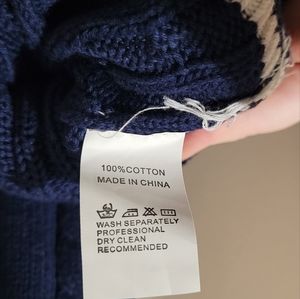 100%COTTON
MADE IN CHINA
WASH SEPARATELY
PROFESSIONAL
DRY CLEAN
RECOMMENDED